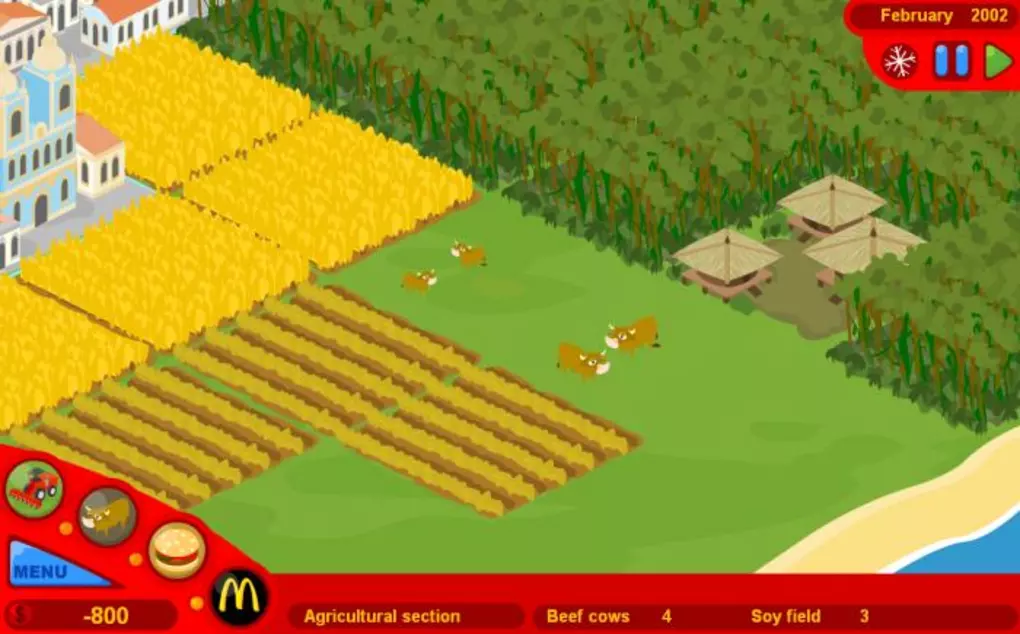 February 2002
MENU
$ -800
Agricultural section
Beef cows 4
Soy field 3